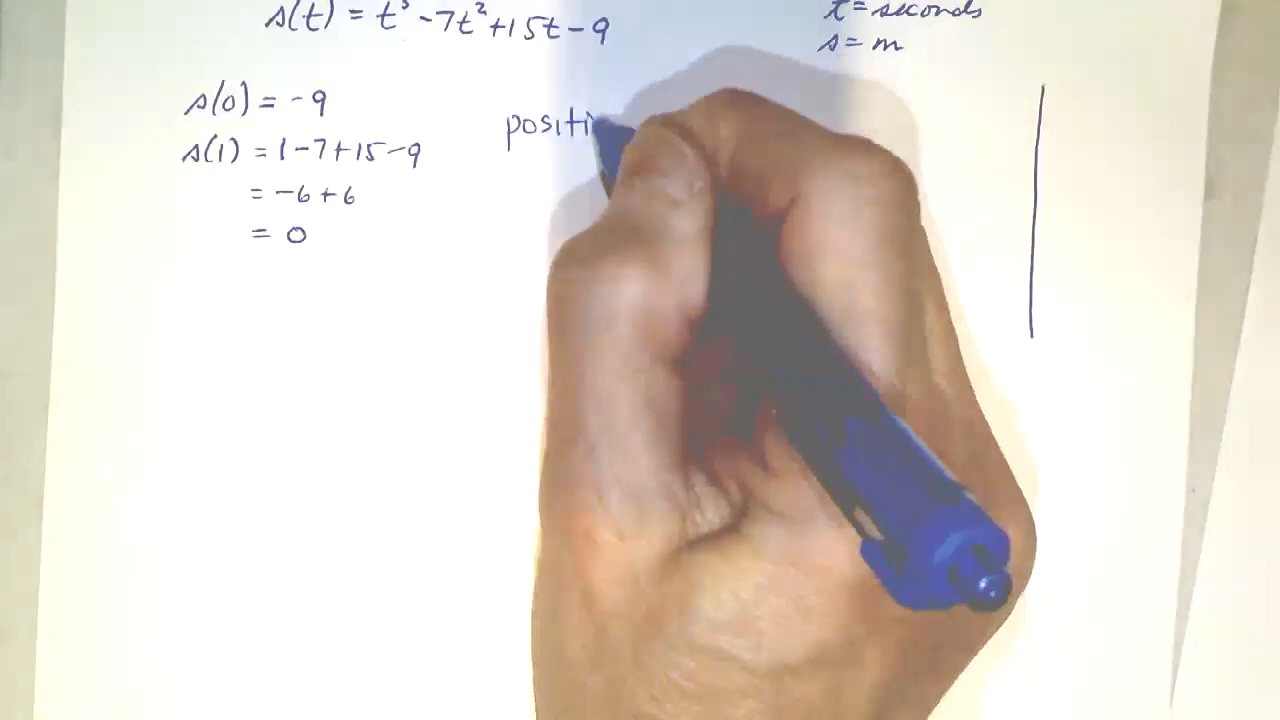 s(t) = t³ - 7t² + 15t - 9
t = seconds
s = m
s(0) = -9
s(1) = 1 - 7 + 15 - 9
= -6 + 6
= 0
positi